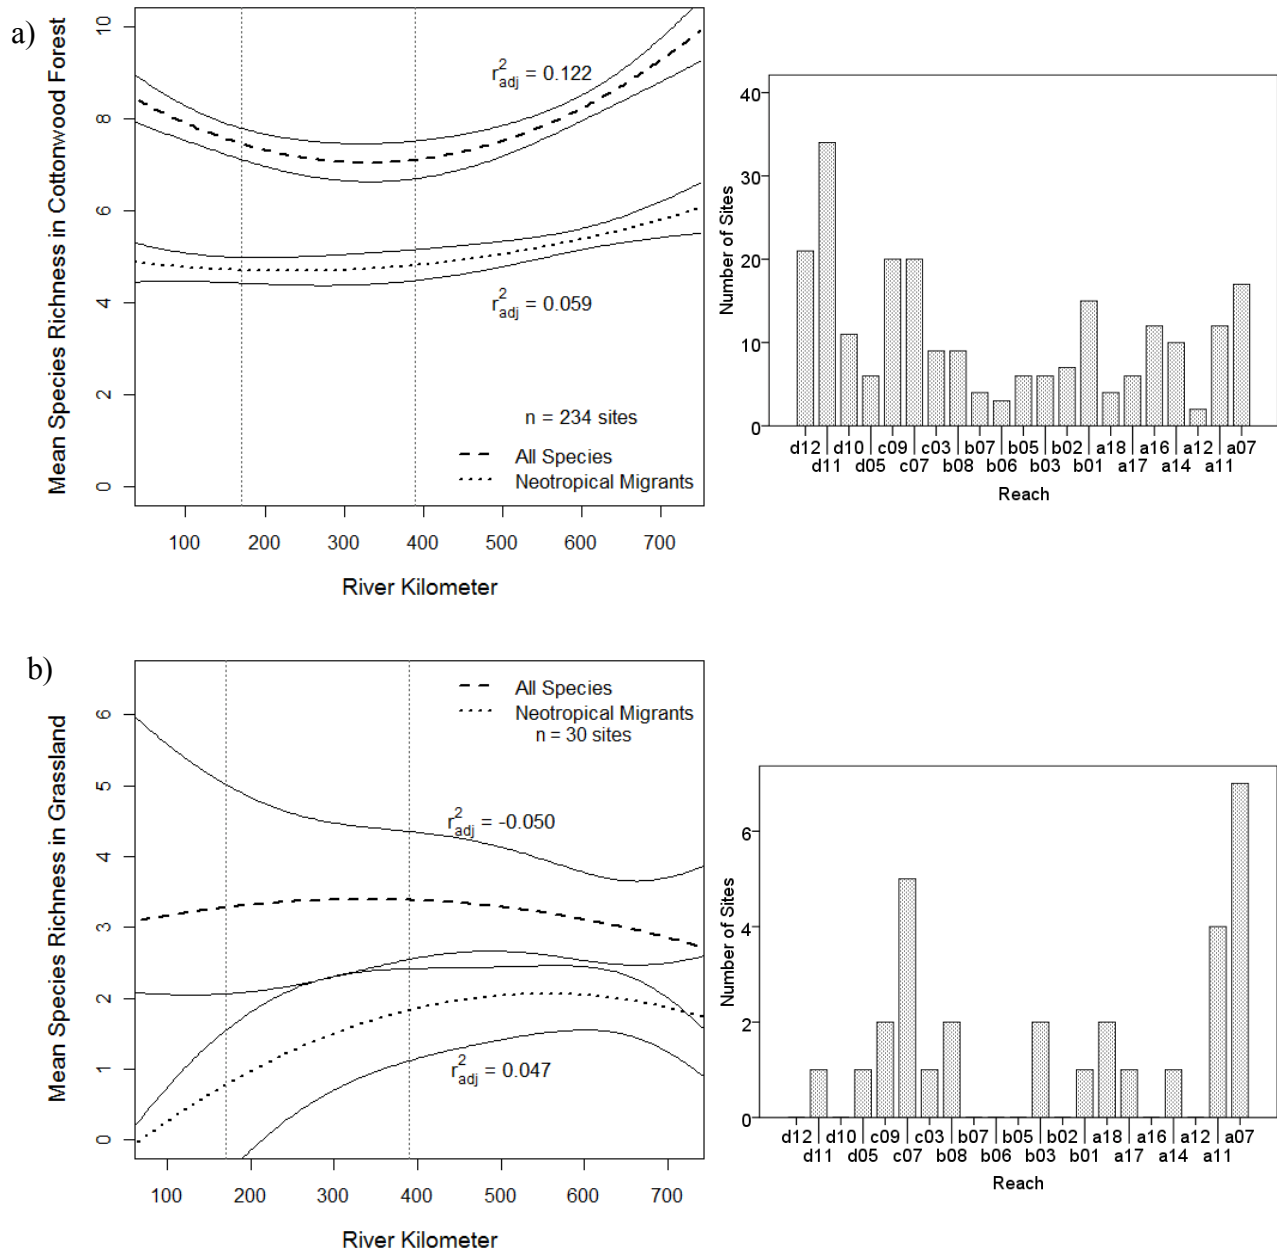 a)
Mean Species Richness in Cottonwood Forest
10
8
6
4
2
0
r²adj = 0.122
r²adj = 0.059
n = 234 sites
All Species
Neotropical Migrants
100 200 300 400 500 600 700
River Kilometer
Number of Sites
40
30
20
10
0
d12 d10 c09 c03 b07 b05 b02 a18 a16 a12 a07
d11 d05 c07 b08 b06 b03 b01 a17 a14 a11
Reach
b)
Mean Species Richness in Grassland
6
5
4
3
2
1
0
All Species
Neotropical Migrants
n = 30 sites
r²adj = -0.050
r²adj = 0.047
100 200 300 400 500 600 700
River Kilometer
Number of Sites
6
4
2
0
d12 d10 c09 c03 b07 b05 b02 a18 a16 a12 a07
d11 d05 c07 b08 b06 b03 b01 a17 a14 a11
Reach